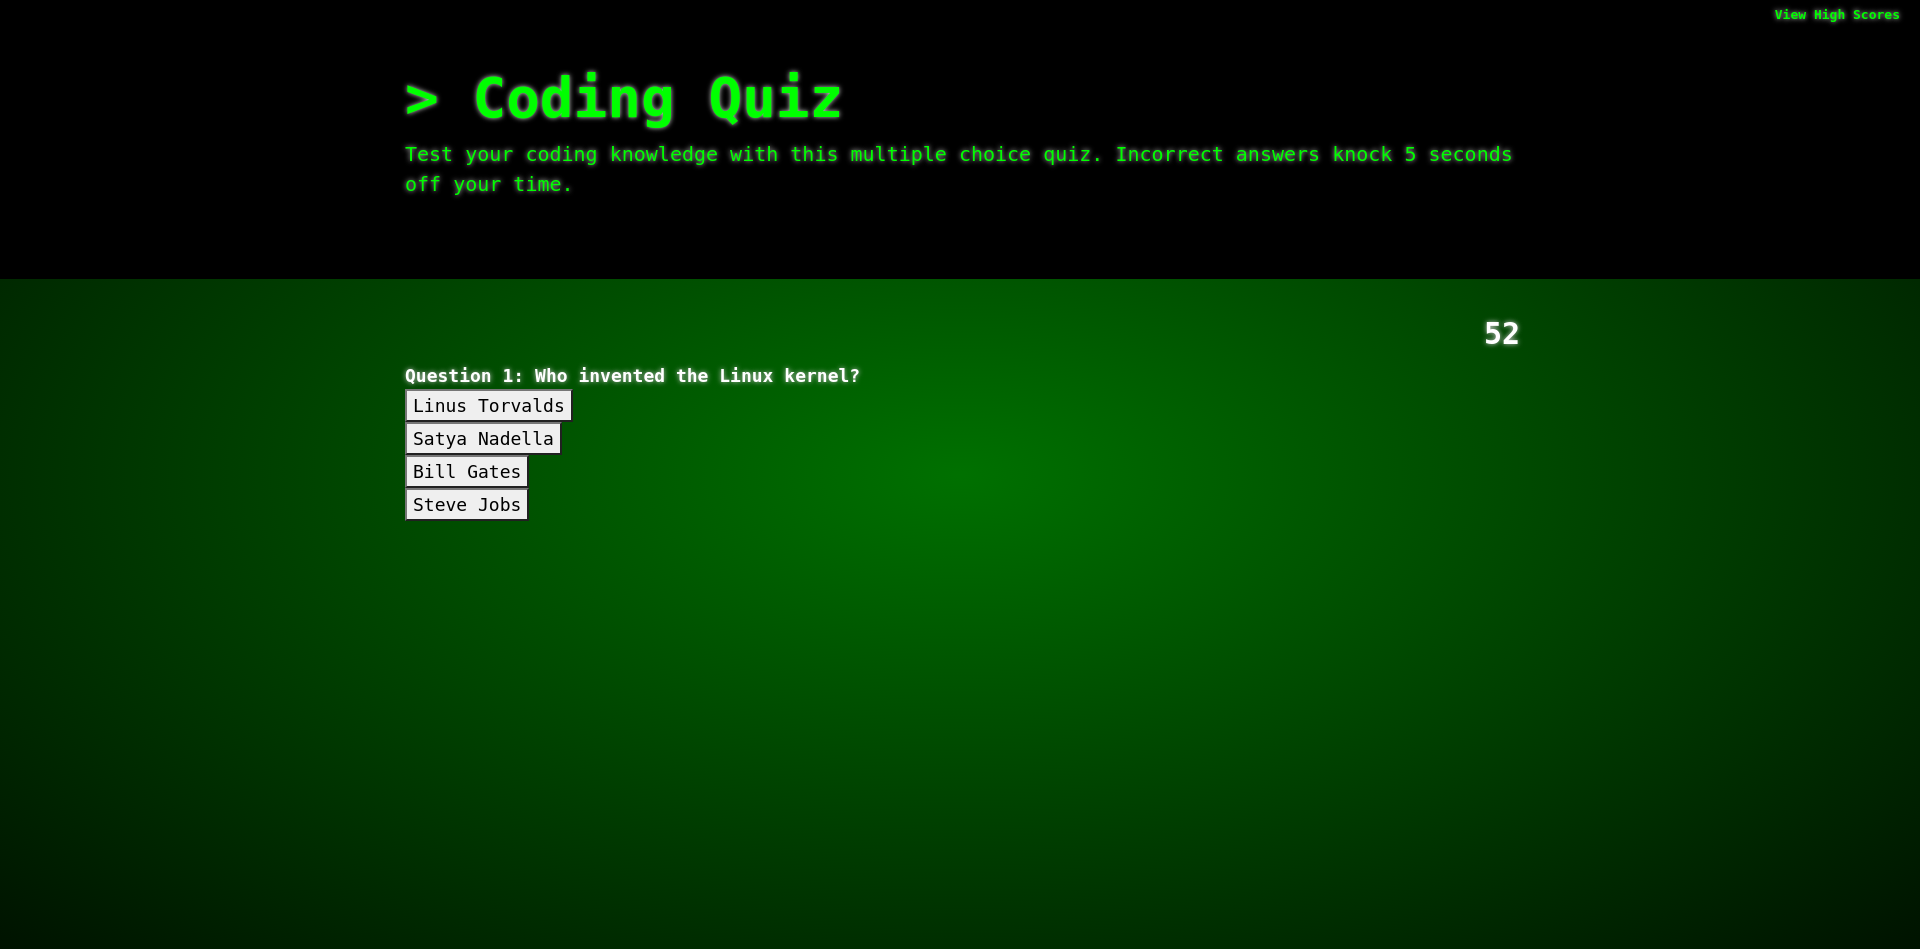 View High Scores
> Coding Quiz
Test your coding knowledge with this multiple choice quiz. Incorrect answers knock 5 seconds
off your time.
52
Question 1: Who invented the Linux kernel?
Linus Torvalds
Satya Nadella
Bill Gates
Steve Jobs